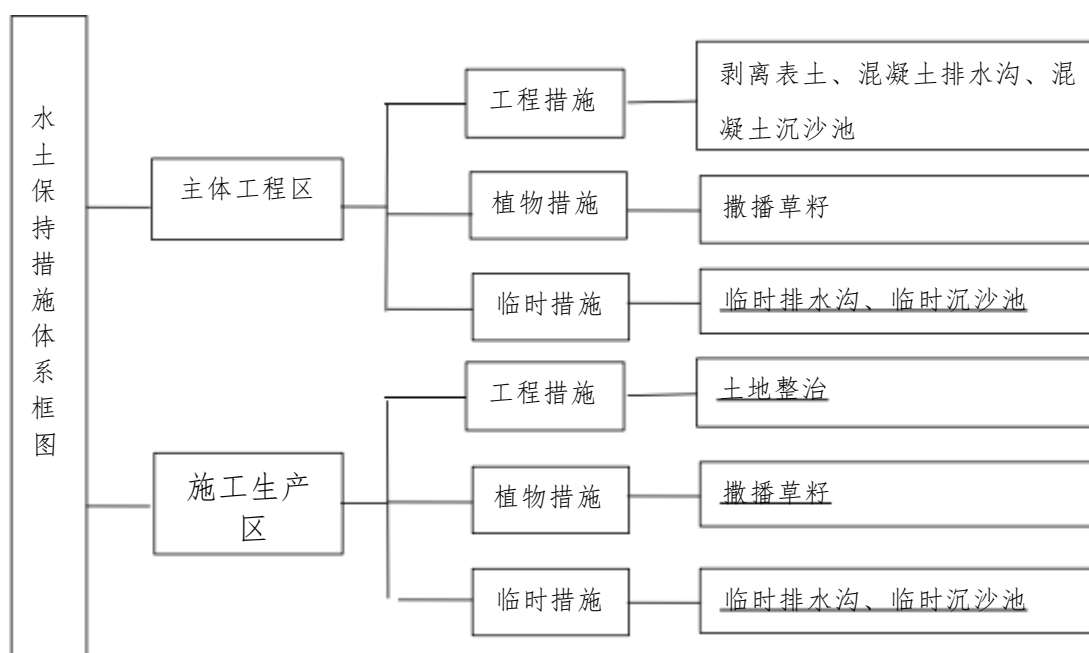 水土保持措施体系框图
主体工程区
工程措施
剥离表土、混凝土排水沟、混
凝土沉沙池
植物措施
撒播草籽
临时措施
临时排水沟、临时沉沙池
施工生产
区
工程措施
土地整治
植物措施
撒播草籽
临时措施
临时排水沟、临时沉沙池